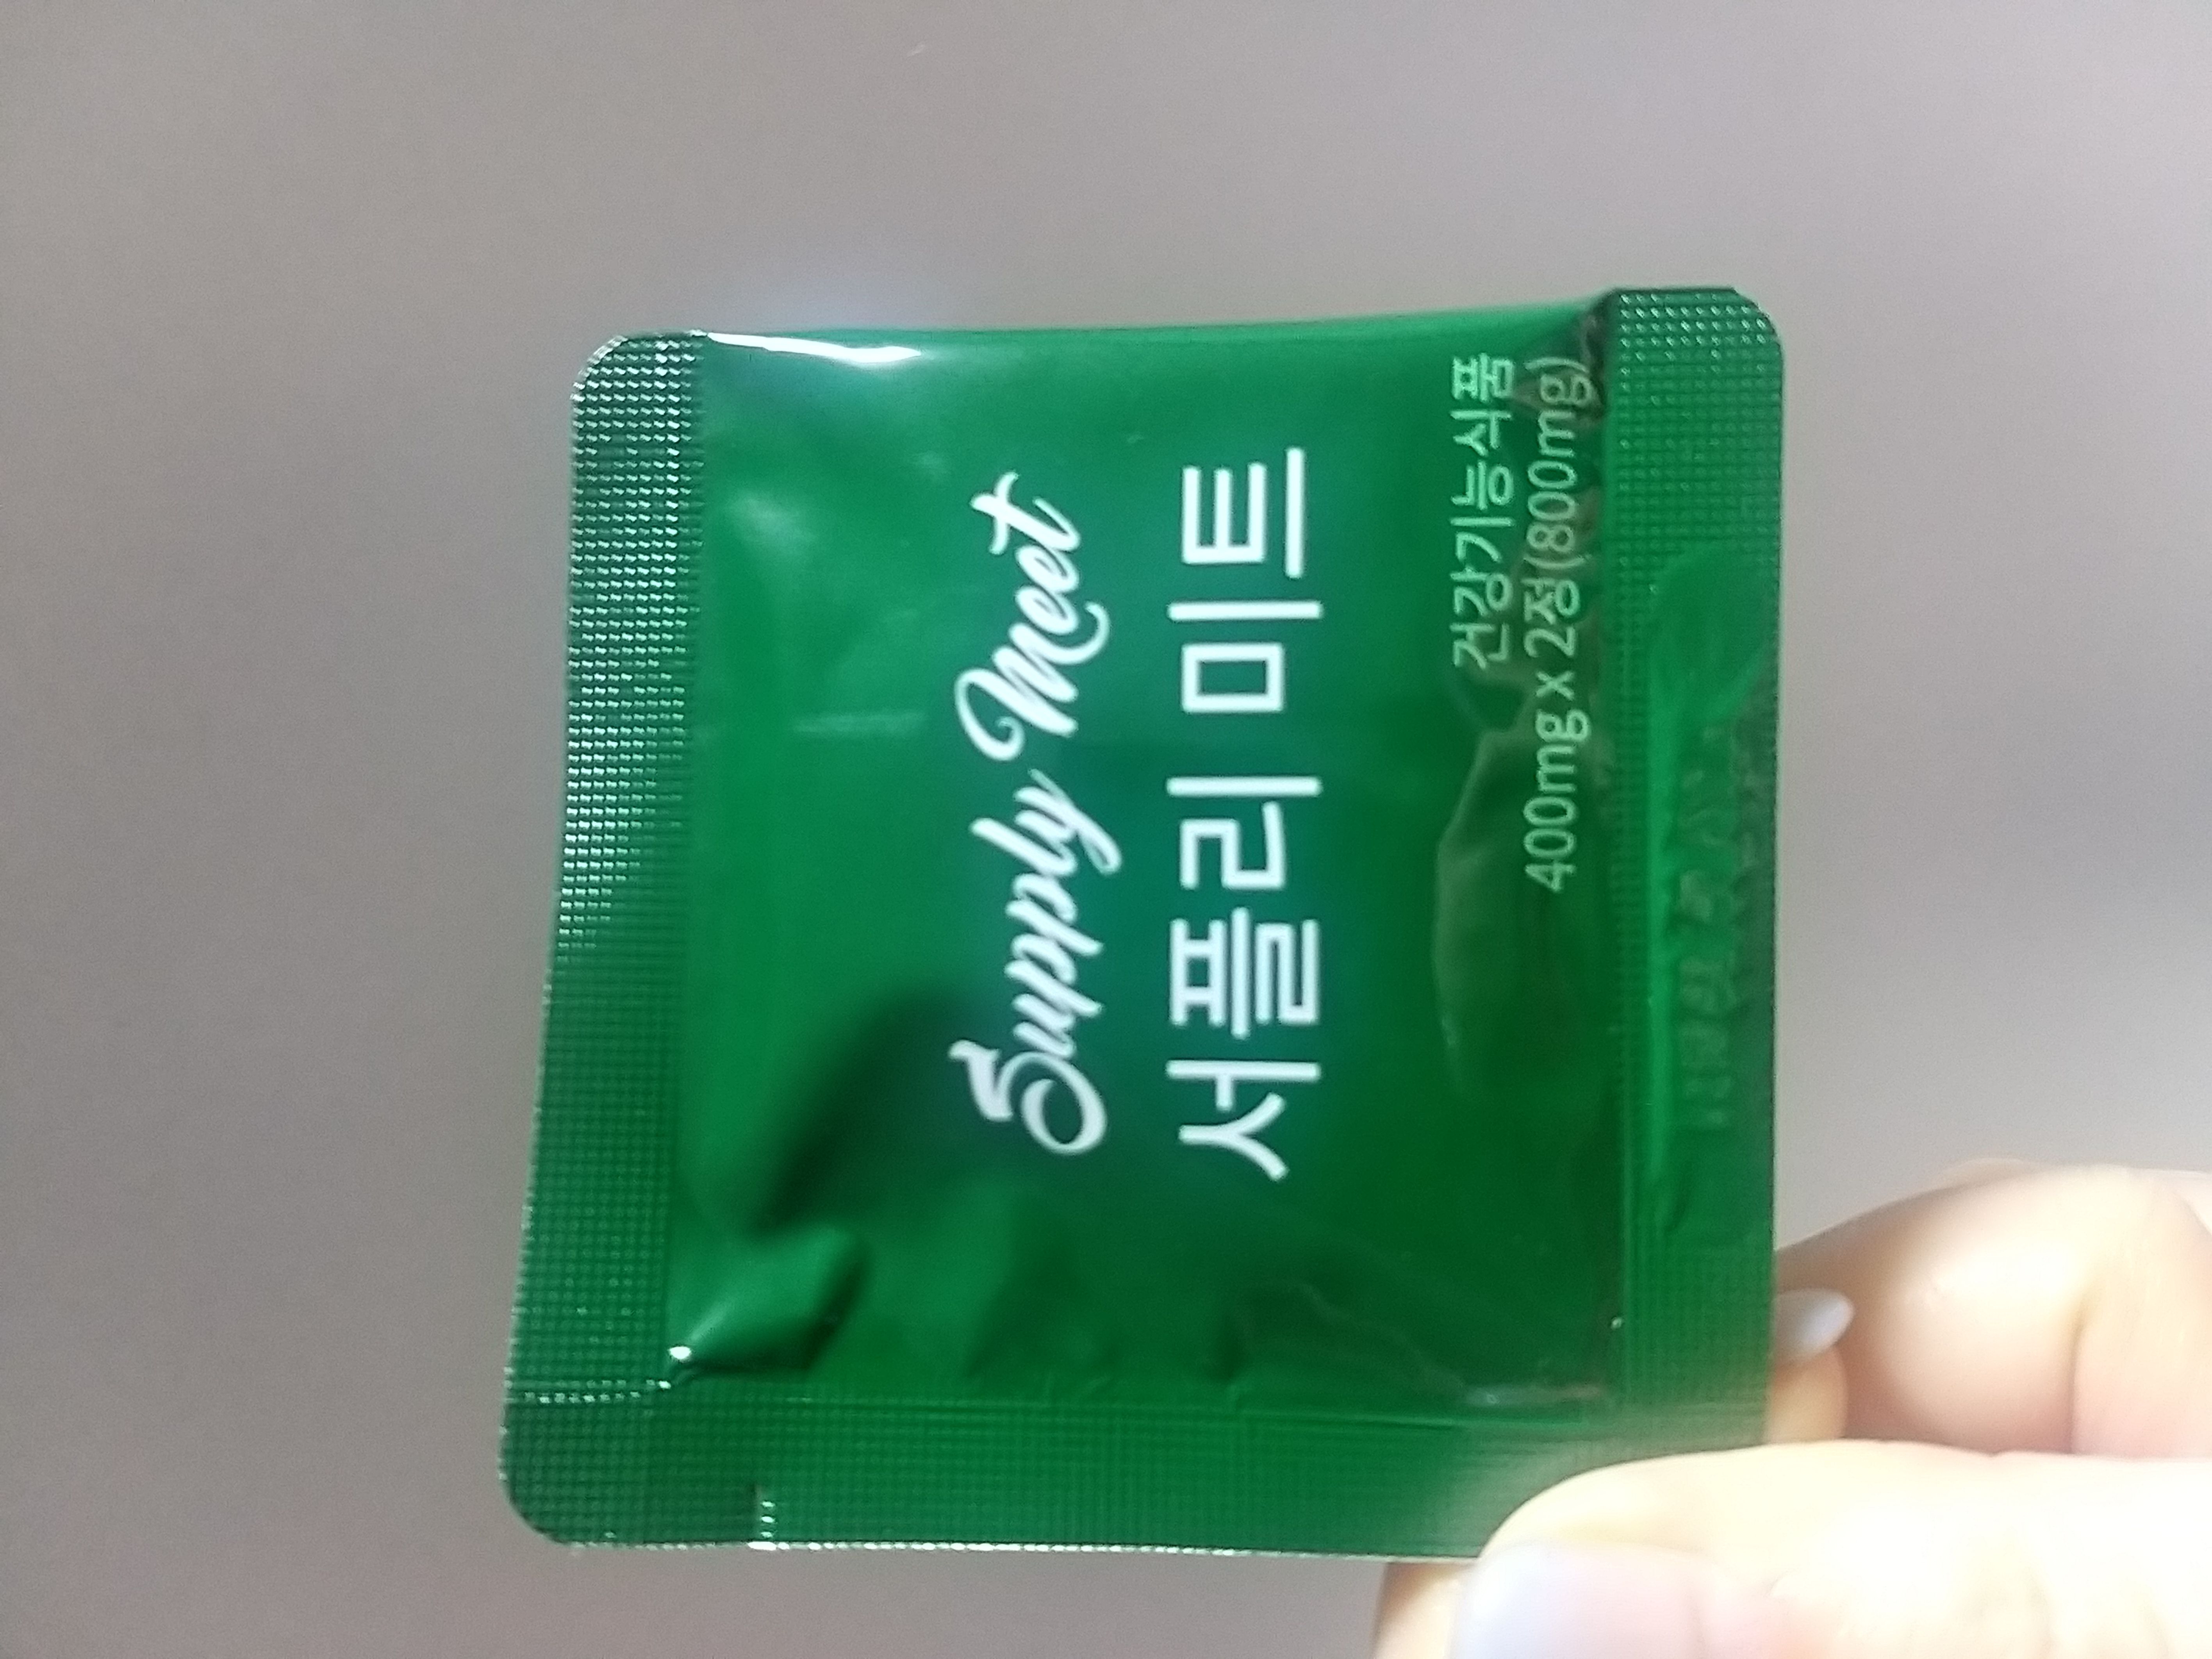 Supply Meet
서플리미트
건강기능식품
400mg x 2정(800mg)